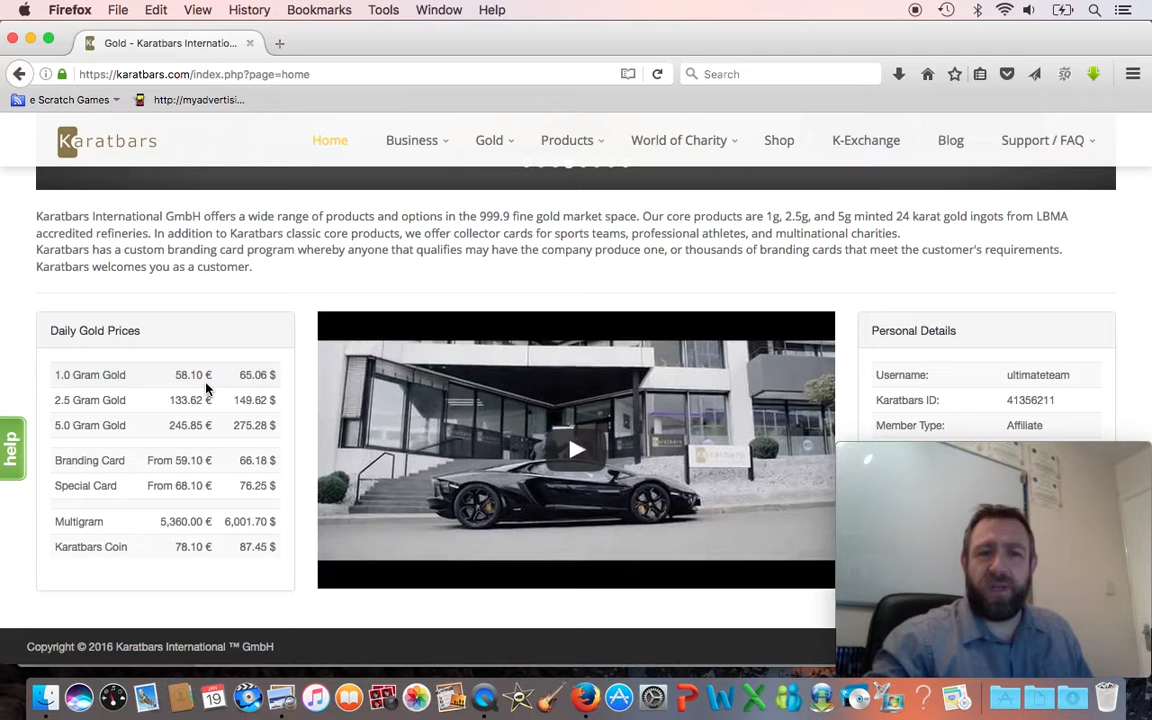 Firefox File Edit View History Bookmarks Tools Window Help
Gold - Karatbars Internatio...
https://karatbars.com/index.php?page=home
Search
e Scratch Games
http://myadvertisi...
Karatbars
Home Business Gold Products World of Charity Shop K-Exchange Blog Support / FAQ
Karatbars International GmbH offers a wide range of products and options in the 999.9 fine gold market space. Our core products are 1g, 2.5g, and 5g minted 24 karat gold ingots from LBMA
accredited refineries. In addition to Karatbars classic core products, we offer collector cards for sports teams, professional athletes, and multinational charities.
Karatbars has a custom branding card program whereby anyone that qualifies may have the company produce one, or thousands of branding cards that meet the customer's requirements.
Karatbars welcomes you as a customer.
Daily Gold Prices
1.0 Gram Gold 58.10 € 65.06 $
2.5 Gram Gold 133.62 € 149.62 $
5.0 Gram Gold 245.85 € 275.28 $
Branding Card From 59.10 € 66.18 $
Special Card From 68.10 € 76.25 $
Multigram 5,360.00 € 6,001.70 $
Karatbars Coin 78.10 € 87.45 $
Personal Details
Username: ultimateteam
Karatbars ID: 41356211
Member Type: Affiliate
help
Copyright © 2016 Karatbars International ™ GmbH
JAN
19